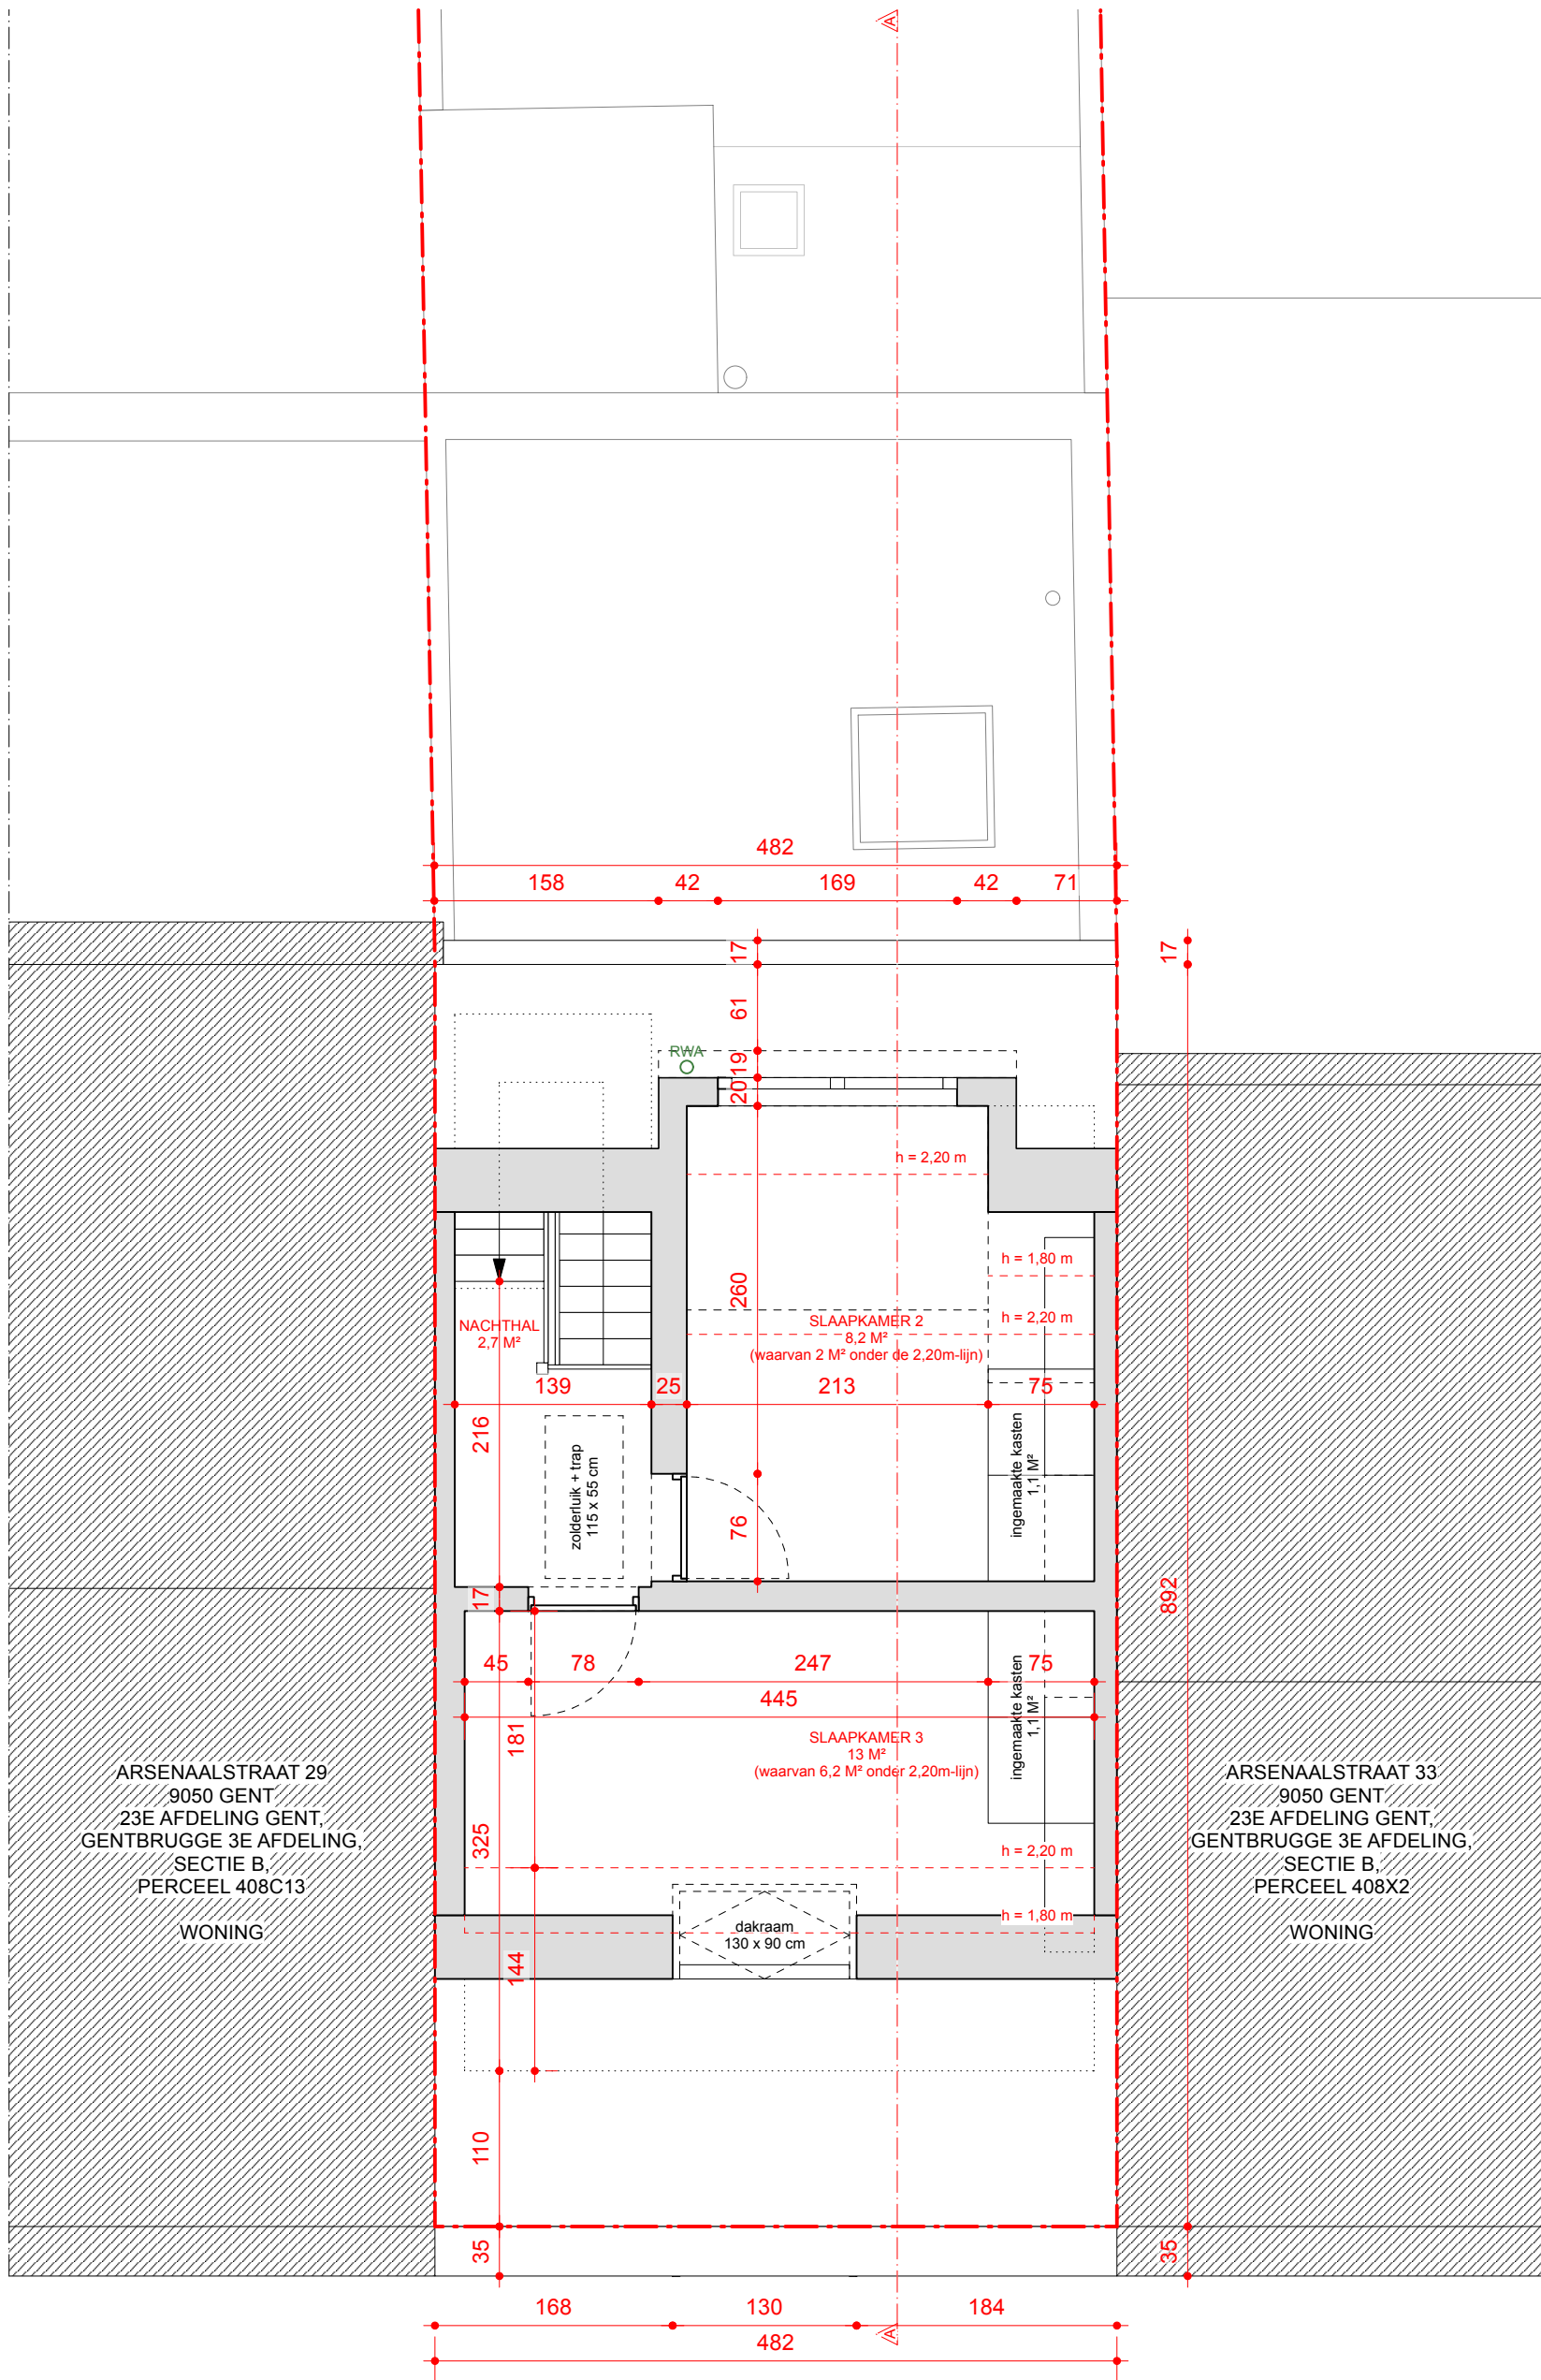 A
482
158
42
169
42
71
17
17
61
RWA
19
20
h = 2,20 m
h = 1,80 m
260
h = 2,20 m
SLAAPKAMER 2
8,2 M²
(waarvan 2 M² onder de 2,20m-lijn)
NACHTHAL
2,7 M²
139
25
213
75
216
zolderluik + trap
115 x 55 cm
ingemaakte kasten
1,1 M²
76
17
892
45
78
247
75
445
ingemaakte kasten
1,1 M²
181
SLAAPKAMER 3
13 M²
(waarvan 6,2 M² onder 2,20m-lijn)
ARSENAALSTRAAT 29
9050 GENT
23E AFDELING GENT,
GENTBRUGGE 3E AFDELING,
SECTIE B,
PERCEEL 408C13
WONING
ARSENAALSTRAAT 33
9050 GENT
23E AFDELING GENT,
GENTBRUGGE 3E AFDELING,
SECTIE B,
PERCEEL 408X2
WONING
325
h = 2,20 m
h = 1,80 m
dakraam
130 x 90 cm
144
110
35
35
168
130
184
A
482